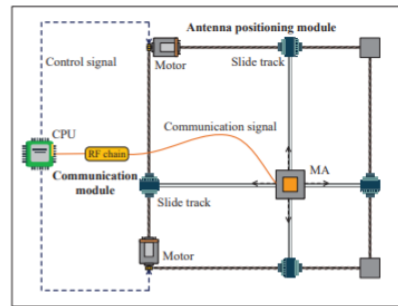 Antenna positioning module
Control signal
Motor
Slide track
Communication signal
CPU
RF chain
MA
Communication
module
Slide track
Motor